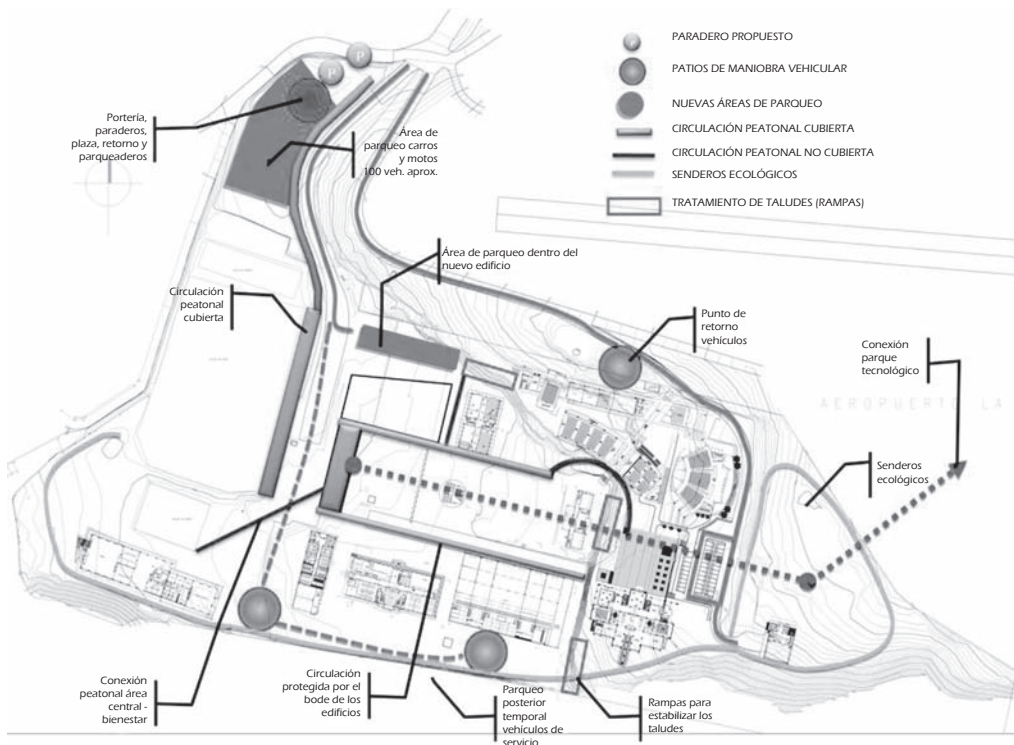 PARADERO PROPUESTO
PATIOS DE MANIOBRA VEHICULAR
NUEVAS ÁREAS DE PARQUEO
CIRCULACIÓN PEATONAL CUBIERTA
CIRCULACIÓN PEATONAL NO CUBIERTA
SENDEROS ECOLÓGICOS
TRATAMIENTO DE TALUDES (RAMPAS)
P
P
Portería,
paraderos,
plaza, retorno y
parqueaderos
Área de
parqueo carros
y motos
100 veh. aprox.
Área de parqueo dentro del
nuevo edificio
Circulación
peatonal
cubierta
Punto de
retorno
vehículos
Conexión
parque
tecnológico
AEROPUERTO LA
Senderos
ecológicos
Conexión
peatonal área
central -
bienestar
Circulación
protegida por el
bode de los
edificios
Parqueo
posterior
temporal
vehículos de
servicio
Rampas para
estabilizar los
taludes